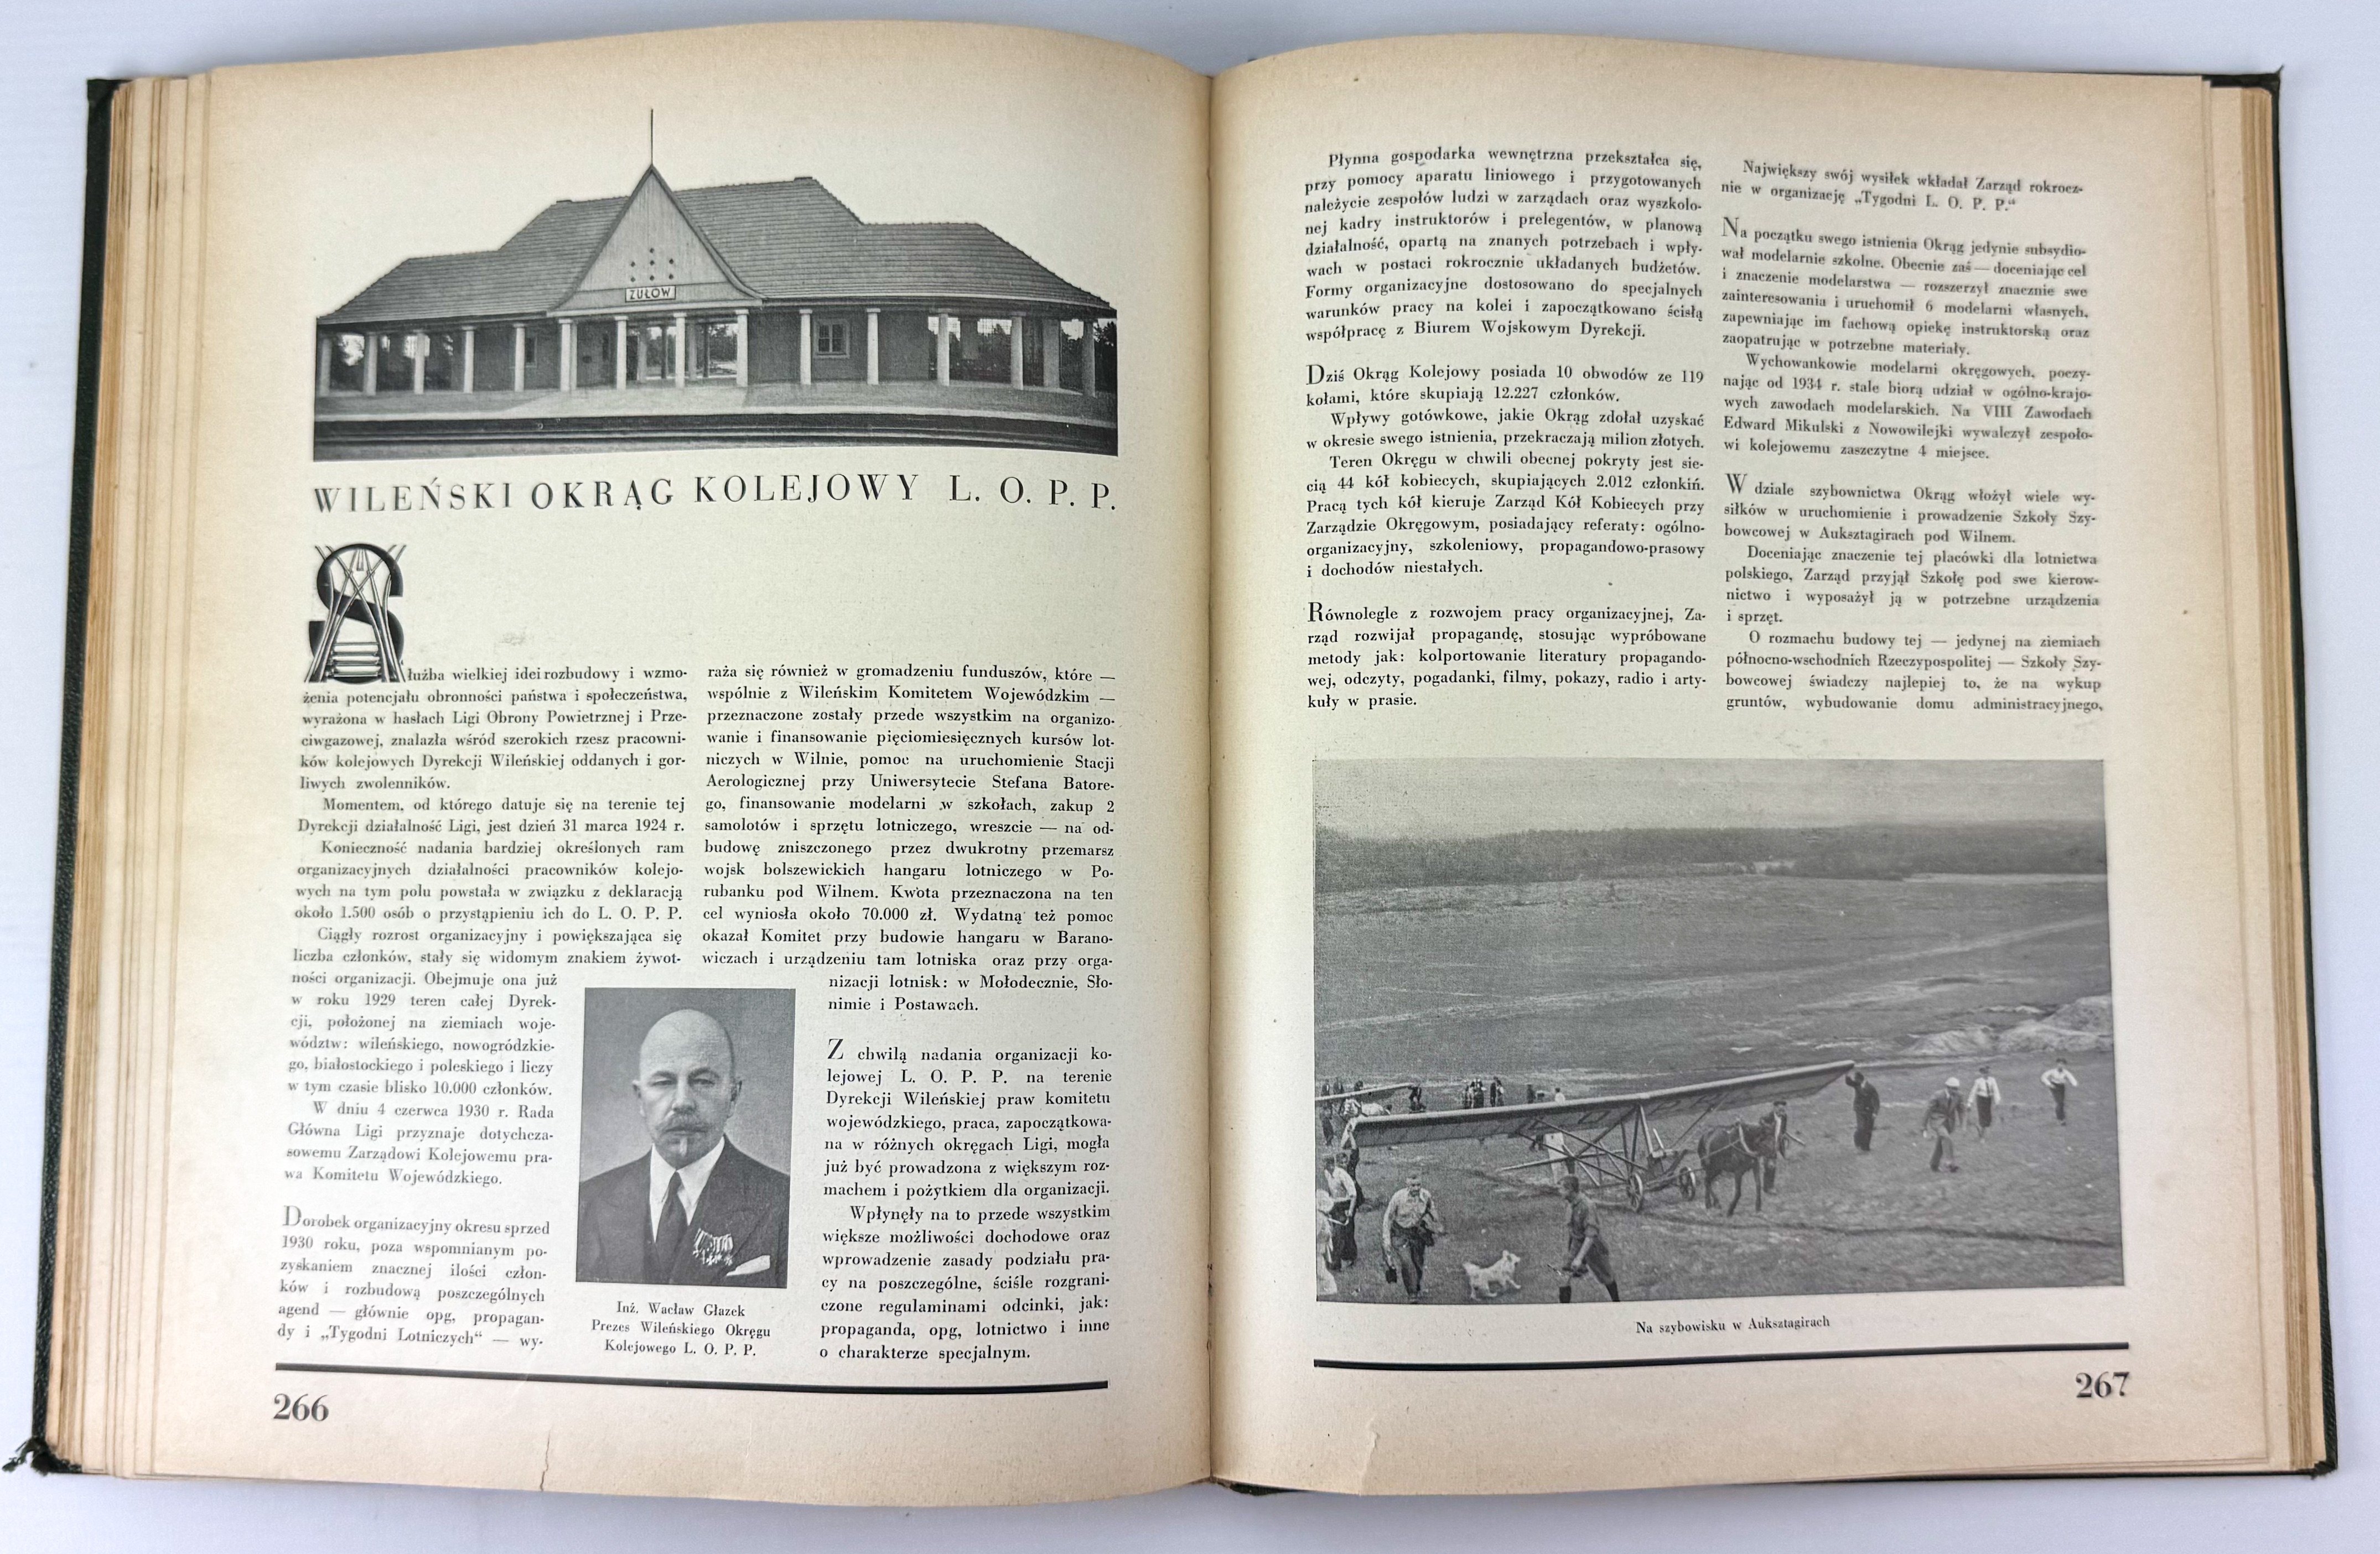 ZUŁÓW
WILEŃSKI OKRĄG KOLEJOWY L. O. P. P.
Służba wielkiej idei rozbudowy i wzmo-
żenia potencjału obronności państwa i społeczeństwa,
wyrażona w hasłach Ligi Obrony Powietrznej i Prze-
ciwgazowej, znalazła wśród szerokich rzesz pracowni-
ków kolejowych Dyrekcji Wileńskiej oddanych i gor-
liwych zwolenników.
Momentem, od którego datuje się na terenie tej
Dyrekcji działalność Ligi, jest dzień 31 marca 1924 r.
Konieczność nadania bardziej określonych ram
organizacyjnych działalności pracowników kolejo-
wych na tym polu powstała w związku z deklaracją
około 1.500 osób o przystąpieniu ich do L. O. P. P.
Ciągły rozrost organizacyjny i powiększająca się
liczba członków, stały się widomym znakiem żywot-
ności organizacji. Obejmuje ona już
w roku 1929 teren całej Dyrek-
cji, położonej na ziemiach woje-
wództw: wileńskiego, nowogródzkie-
go, białostockiego i poleskiego i liczy
w tym czasie blisko 10.000 członków.
W dniu 4 czerwca 1930 r. Rada
Główna Ligi przyznaje dotychcza-
sowemu Zarządowi Kolejowemu pra-
wa Komitetu Wojewódzkiego.
Dorobek organizacyjny okresu sprzed
1930 roku, poza wspomnianym po-
zyskaniem znacznej ilości człon-
ków i rozbudową poszczególnych
agend — głównie opg, propagan-
dy i „Tygodni Lotniczych“ — wy-
raża się również w gromadzeniu funduszów, które —
wspólnie z Wileńskim Komitetem Wojewódzkim —
przeznaczone zostały przede wszystkim na organizo-
wanie i finansowanie pięciomiesięcznych kursów lot-
niczych w Wilnie, pomoc na uruchomienie Stacji
Aerologicznej przy Uniwersytecie Stefana Batore-
go, finansowanie modelarni w szkołach, zakup 2
samolotów i sprzętu lotniczego, wreszcie — na od-
budowę zniszczonego przez dwukrotny przemarsz
wojsk bolszewickich hangaru lotniczego w Po-
rubanku pod Wilnem. Kwota przeznaczona na ten
cel wyniosła około 70.000 zł. Wydatną też pomoc
okazał Komitet przy budowie hangaru w Barano-
wiczach i urządzeniu tam lotniska oraz przy orga-
nizacji lotnisk: w Mołodecznie, Sło-
nimie i Postawach.
Z chwilą nadania organizacji ko-
lejowej L. O. P. P. na terenie
Dyrekcji Wileńskiej praw komitetu
wojewódzkiego, praca, zapoczątkowa-
na w różnych okręgach Ligi, mogła
już być prowadzona z większym roz-
machem i pożytkiem dla organizacji.
Wpłynęły na to przede wszystkim
większe możliwości dochodowe oraz
wprowadzenie zasady podziału pra-
cy na poszczególne, ściśle rozgrani-
czone regulaminami odcinki, jak:
propaganda, opg, lotnictwo i inne
o charakterze specjalnym.
Inż. Wacław Głazek
Prezes Wileńskiego Okręgu
Kolejowego L. O. P. P.
266
Płynna gospodarka wewnętrzna przekształca się,
przy pomocy aparatu liniowego i przygotowanych
należycie zespołów ludzi w zarządach oraz wyszkolo-
nej kadry instruktorów i prelegentów, w planową
działalność, opartą na znanych potrzebach i wpły-
wach w postaci rokrocznie układanych budżetów.
Formy organizacyjne dostosowano do specjalnych
warunków pracy na kolei i zapoczątkowano ścisłą
współpracę z Biurem Wojskowym Dyrekcji.
Dziś Okrąg Kolejowy posiada 10 obwodów ze 119
kołami, które skupiają 12.227 członków.
Wpływy gotówkowe, jakie Okrąg zdołał uzyskać
w okresie swego istnienia, przekraczają milion złotych.
Teren Okręgu w chwili obecnej pokryty jest sie-
cią 44 kół kobiecych, skupiających 2.012 członkiń.
Pracą tych kół kieruje Zarząd Kół Kobiecych przy
Zarządzie Okręgowym, posiadający referaty: ogólno-
organizacyjny, szkoleniowy, propagandowo-prasowy
i dochodów niestałych.
Równolegle z rozwojem pracy organizacyjnej, Za-
rząd rozwijał propagandę, stosując wypróbowane
metody jak: kolportowanie literatury propagando-
wej, odczyty, pogadanki, filmy, pokazy, radio i arty-
kuły w prasie.
Największy swój wysiłek wkładał Zarząd rokrocz-
nie w organizację „Tygodni L. O. P. P.“
Na początku swego istnienia Okrąg jedynie subsydio-
wał modelarnie szkolne. Obecnie zaś — doceniając cel
i znaczenie modelarstwa — rozszerzył znacznie swe
zainteresowania i uruchomił 6 modelarni własnych,
zapewniając im fachową opiekę instruktorską oraz
zaopatrując w potrzebne materiały.
Wychowankowie modelarni okręgowych, poczy-
nając od 1934 r. stale biorą udział w ogólno-krajo-
wych zawodach modelarskich. Na VIII Zawodach
Edward Mikulski z Nowowilejki wywalczył zespoło-
wi kolejowemu zaszczytne 4 miejsce.
W dziale szybownictwa Okrąg włożył wiele wy-
siłków w uruchomienie i prowadzenie Szkoły Szy-
bowcowej w Auksztagirach pod Wilnem.
Doceniając znaczenie tej placówki dla lotnictwa
polskiego, Zarząd przyjął Szkołę pod swe kierow-
nictwo i wyposażył ją w potrzebne urządzenia
i sprzęt.
O rozmachu budowy tej — jedynej na ziemiach
północno-wschodnich Rzeczypospolitej — Szkoły Szy-
bowcowej świadczy najlepiej to, że na wykup
gruntów, wybudowanie domu administracyjnego,
Na szybowisku w Auksztagirach
267